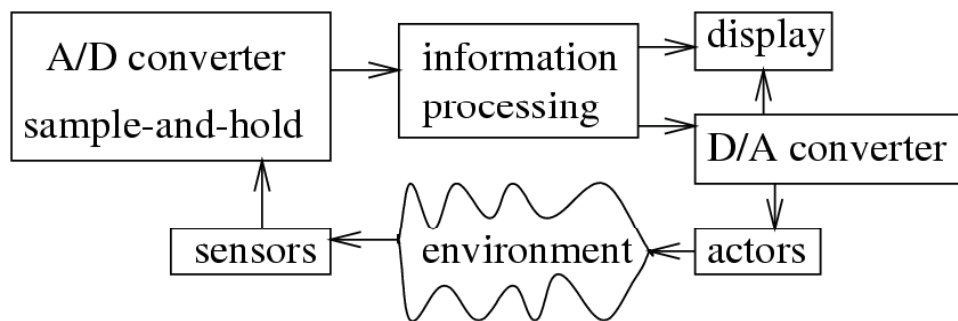 A/D converter
sample-and-hold
information
processing
display
D/A converter
sensors
environment
actors